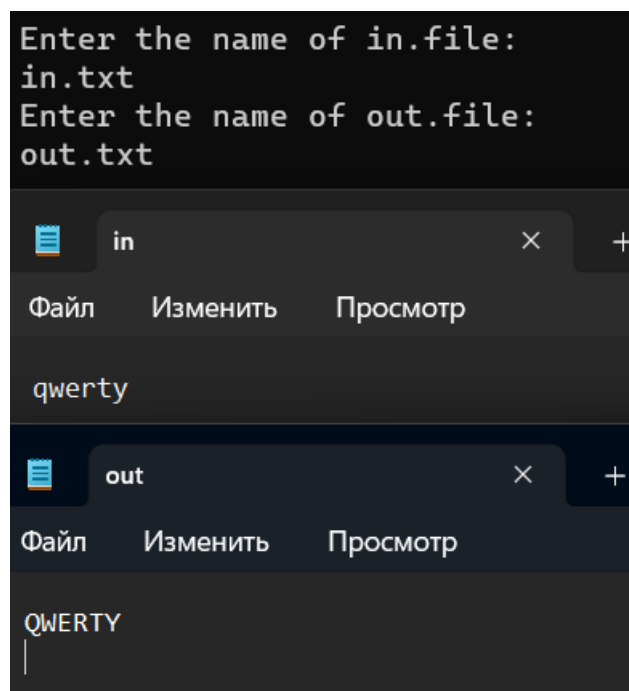 Enter the name of in.file:
in.txt
Enter the name of out.file:
out.txt
in
Файл Изменить Просмотр
qwerty
out
Файл Изменить Просмотр
QWERTY